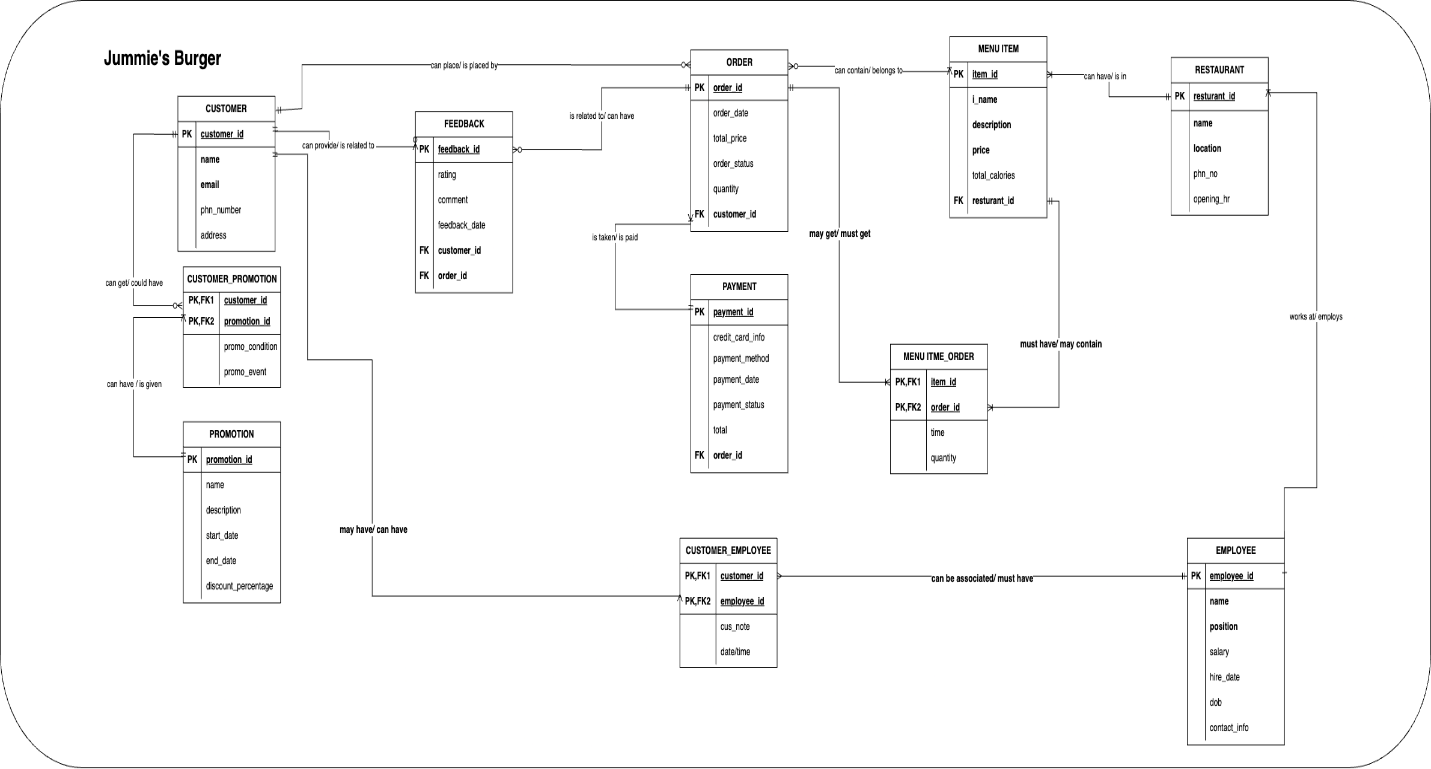 Jummie's Burger
CUSTOMER
PK customer_id
name
email
phn_number
address
CUSTOMER_PROMOTION
PK,FK1 customer_id
PK,FK2 promotion_id
promo_condition
promo_event
PROMOTION
PK promotion_id
name
description
start_date
end_date
discount_percentage
FEEDBACK
PK feedback_id
rating
comment
feedback_date
FK customer_id
FK order_id
ORDER
PK order_id
order_date
total_price
order_status
quantity
FK customer_id
PAYMENT
PK payment_id
credit_card_info
payment_method
payment_date
payment_status
total
FK order_id
MENU ITEM
PK item_id
i_name
description
price
total_calories
FK resturant_id
RESTAURANT
PK resturant_id
name
location
phn_no
opening_hr
MENU ITME_ORDER
PK,FK1 item_id
PK,FK2 order_id
time
quantity
CUSTOMER_EMPLOYEE
PK,FK1 customer_id
PK,FK2 employee_id
cus_note
date/time
EMPLOYEE
PK employee_id
name
position
salary
hire_date
dob
contact_info
can place/ is placed by
can provide/ is related to
is related to/ can have
can contain/ belongs to
can have/ is in
is taken/ is paid
may get/ must get
must have/ may contain
works at/ employs
can get/ could have
can have / is given
may have/ can have
can be associated/ must have